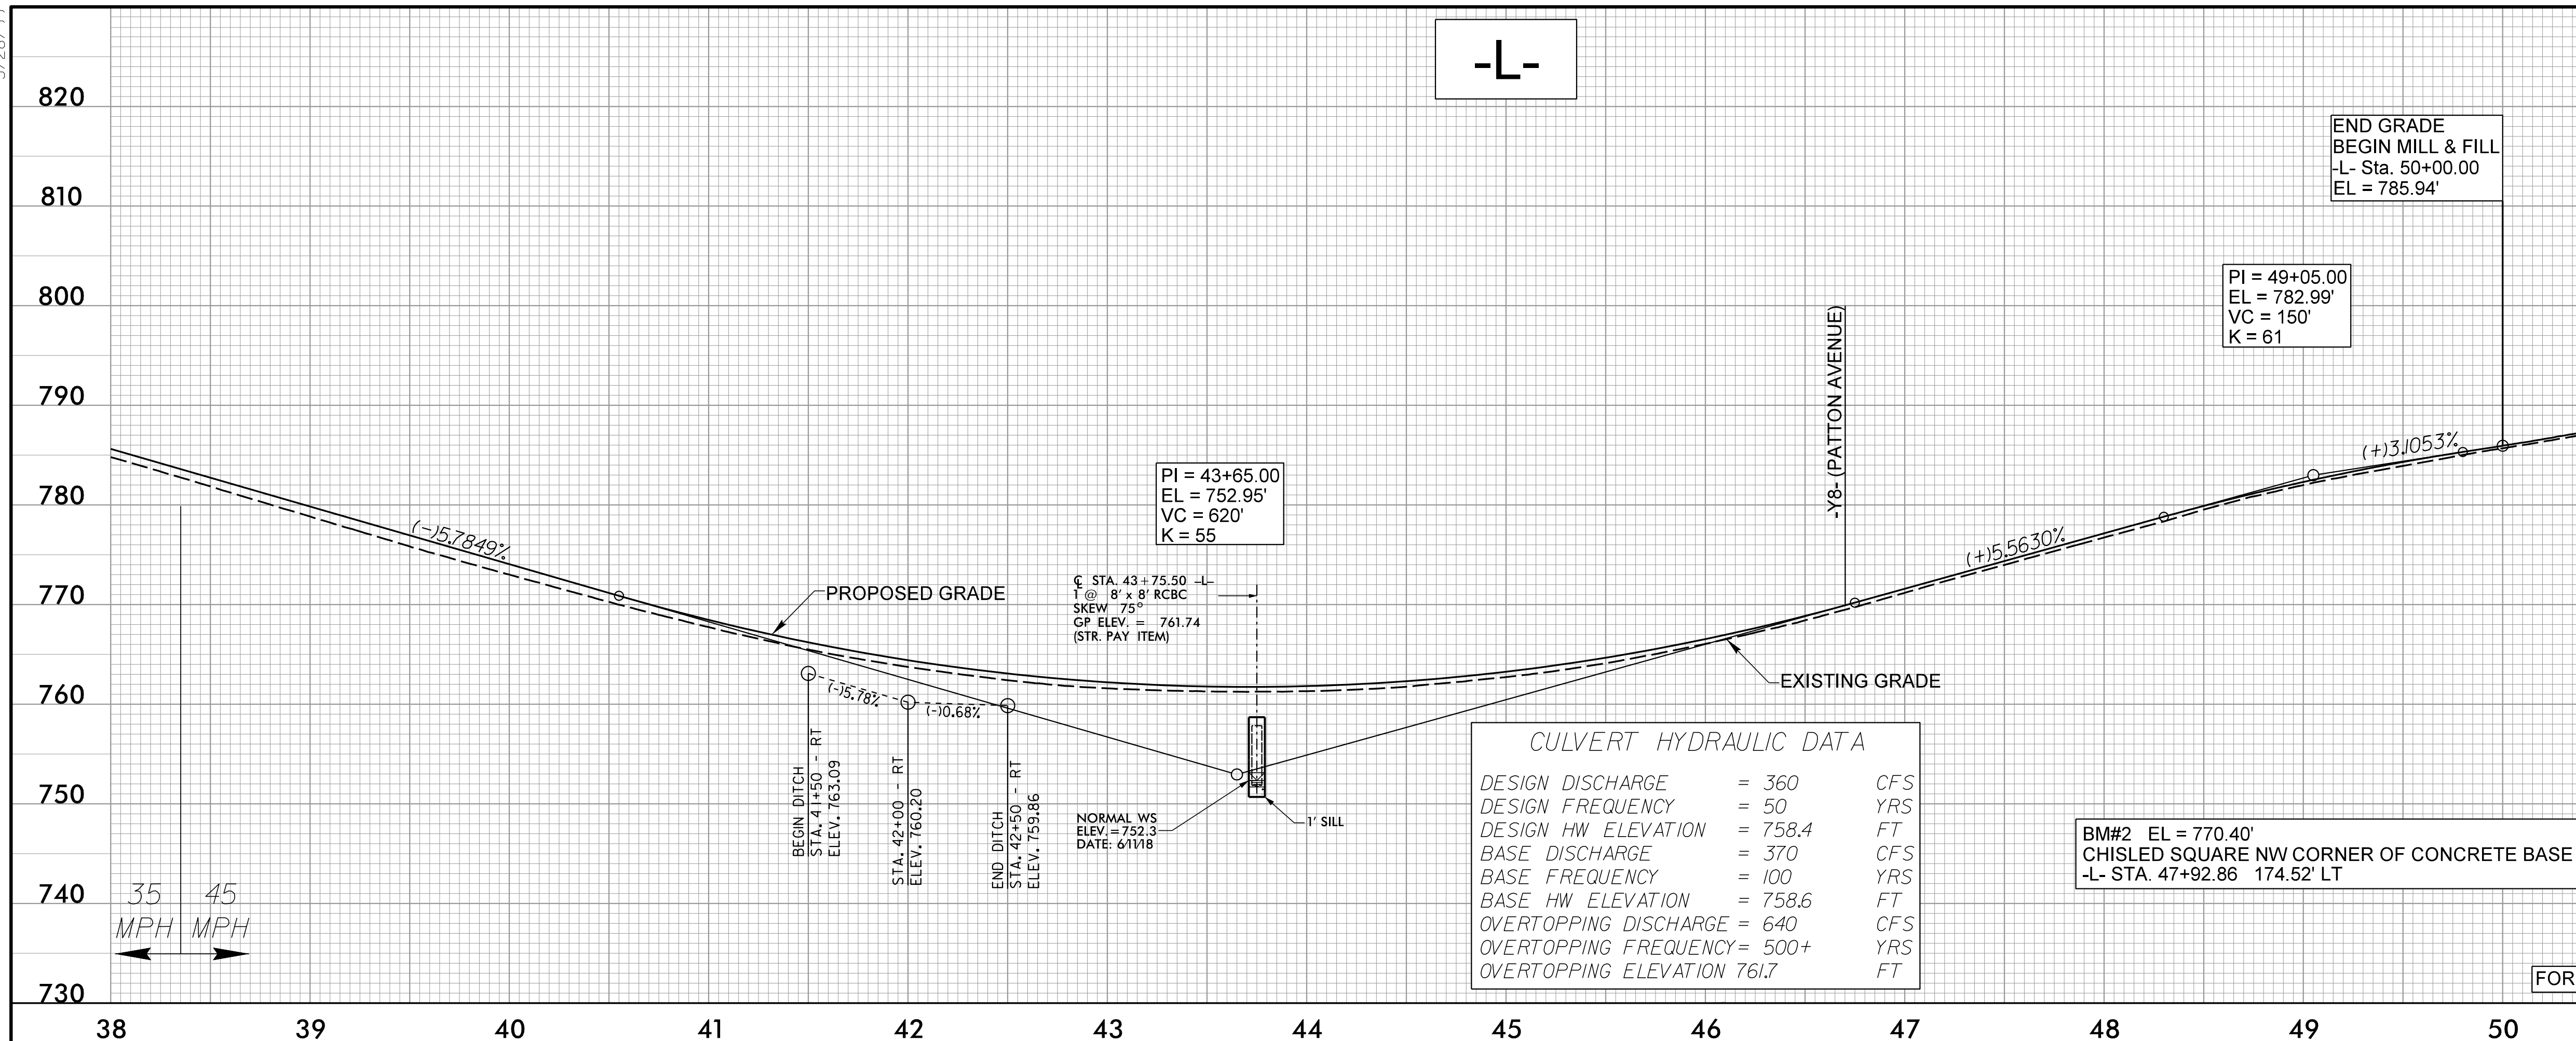 -L-
820
810
800
790
780
770
760
750
740
730
END GRADE
BEGIN MILL & FILL
-L- Sta. 50+00.00
EL = 785.94'
PI = 49+05.00
EL = 782.99'
VC = 150'
K = 61
-Y8- (PATTON AVENUE)
(+)3.1053%
PI = 43+65.00
EL = 752.95'
VC = 620'
K = 55
(-)5.7849%
(+)5.5630%
PROPOSED GRADE
℄ STA. 43+75.50 -L-
1 @ 8' x 8' RCBC
SKEW 75°
GP ELEV. = 761.74
(STR. PAY ITEM)
EXISTING GRADE
(-)5.78%
(-)0.68%
BEGIN DITCH
STA. 41+50 - RT
ELEV. 763.09
STA. 42+00 - RT
ELEV. 760.20
END DITCH
STA. 42+50 - RT
ELEV. 759.86
NORMAL WS
ELEV.=752.3
DATE: 6/11/18
1' SILL
CULVERT HYDRAULIC DATA
DESIGN DISCHARGE = 360 CFS
DESIGN FREQUENCY = 50 YRS
DESIGN HW ELEVATION = 758.4 FT
BASE DISCHARGE = 370 CFS
BASE FREQUENCY = 100 YRS
BASE HW ELEVATION = 758.6 FT
OVERTOPPING DISCHARGE = 640 CFS
OVERTOPPING FREQUENCY= 500+ YRS
OVERTOPPING ELEVATION 761.7 FT
BM#2 EL = 770.40'
CHISLED SQUARE NW CORNER OF CONCRETE BASE
-L- STA. 47+92.86 174.52' LT
35 MPH
45 MPH
FOR
38 39 40 41 42 43 44 45 46 47 48 49 50